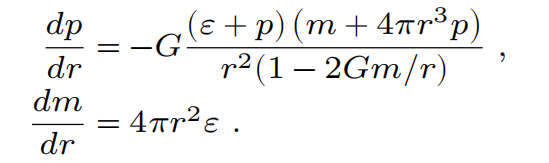 dp/dr = −G (ε + p) (m + 4πr³p) / r²(1 − 2Gm/r) ,
dm/dr = 4πr²ε .